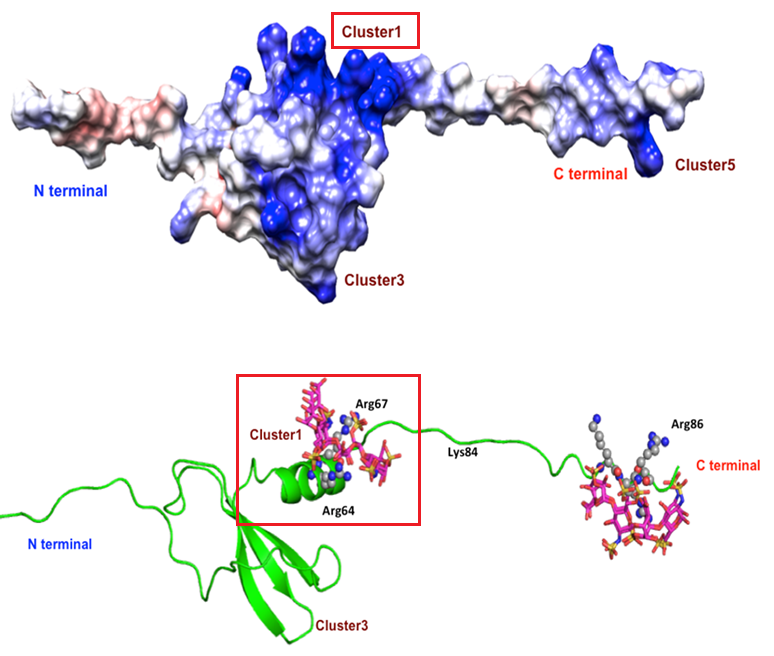 Cluster1
N terminal
C terminal
Cluster5
Cluster3
Arg67
Cluster1
Arg86
Lys84
C terminal
Arg64
N terminal
Cluster3